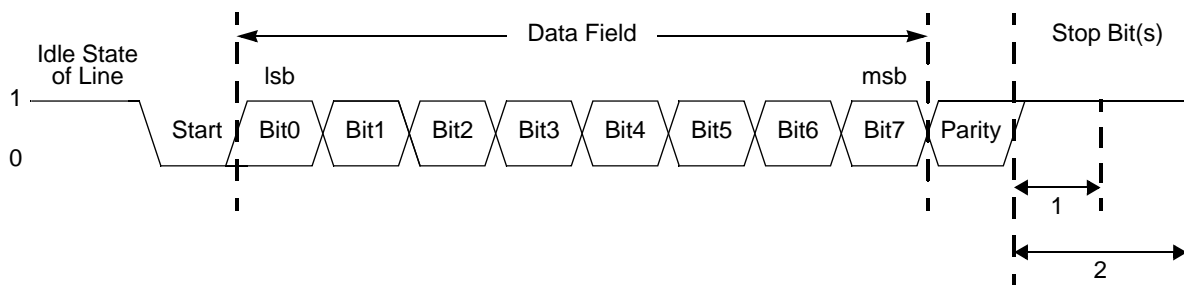 Data Field
Stop Bit(s)
Idle State
of Line
lsb
msb
1
Start
Bit0
Bit1
Bit2
Bit3
Bit4
Bit5
Bit6
Bit7
Parity
0
1
2